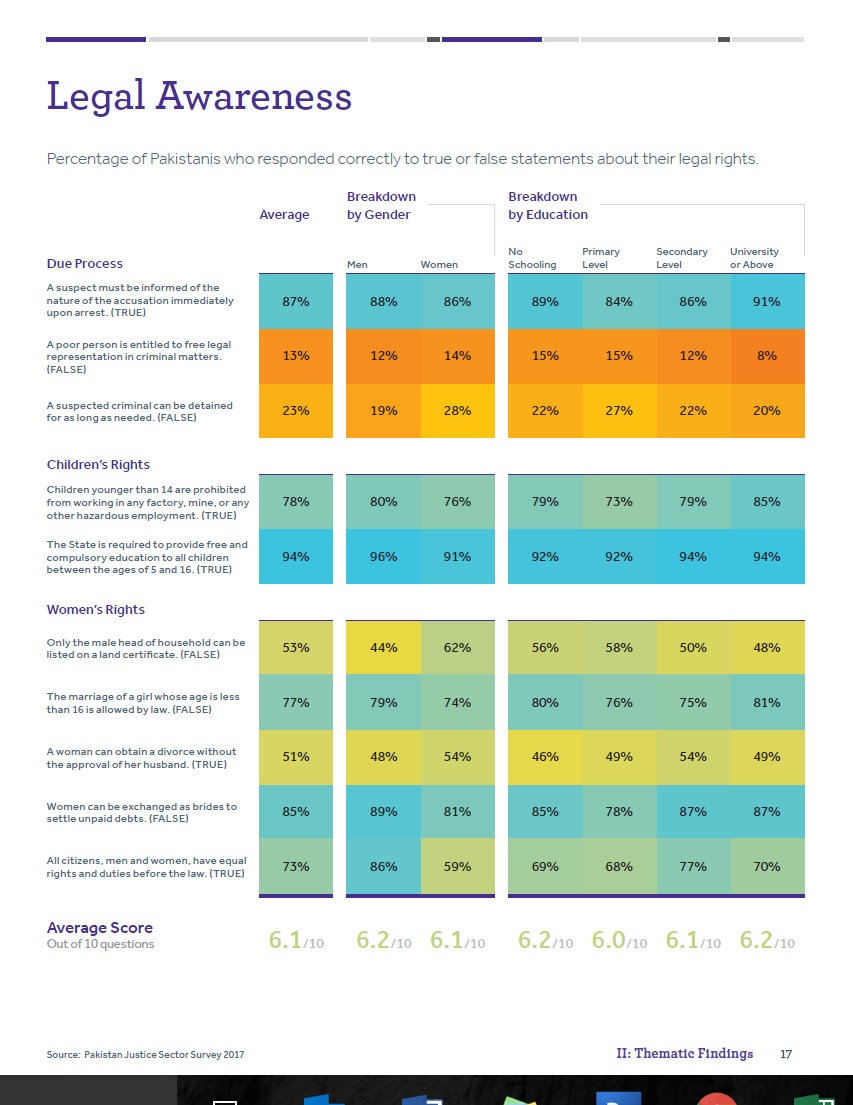 Legal Awareness
Percentage of Pakistanis who responded correctly to true or false statements about their legal rights.
Average
Breakdown
by Gender
Breakdown
by Education
Due Process
Men
Women
No
Schooling
Primary
Level
Secondary
Level
University
or Above
A suspect must be informed of the
nature of the accusation immediately
upon arrest. (TRUE)
87% 88% 86% 89% 84% 86% 91%
A poor person is entitled to free legal
representation in criminal matters.
(FALSE)
13% 12% 14% 15% 15% 12% 8%
A suspected criminal can be detained
for as long as needed. (FALSE)
23% 19% 28% 22% 27% 22% 20%
Children's Rights
Children younger than 14 are prohibited
from working in any factory, mine, or any
other hazardous employment. (TRUE)
78% 80% 76% 79% 73% 79% 85%
The State is required to provide free and
compulsory education to all children
between the ages of 5 and 16. (TRUE)
94% 96% 91% 92% 92% 94% 94%
Women's Rights
Only the male head of household can be
listed on a land certificate. (FALSE)
53% 44% 62% 56% 58% 50% 48%
The marriage of a girl whose age is less
than 16 is allowed by law. (FALSE)
77% 79% 74% 80% 76% 75% 81%
A woman can obtain a divorce without
the approval of her husband. (TRUE)
51% 48% 54% 46% 49% 54% 49%
Women can be exchanged as brides to
settle unpaid debts. (FALSE)
85% 89% 81% 85% 78% 87% 87%
All citizens, men and women, have equal
rights and duties before the law. (TRUE)
73% 86% 59% 69% 68% 77% 70%
Average Score
Out of 10 questions
6.1/10 6.2/10 6.1/10 6.2/10 6.0/10 6.1/10 6.2/10
Source: Pakistan Justice Sector Survey 2017
II: Thematic Findings 17